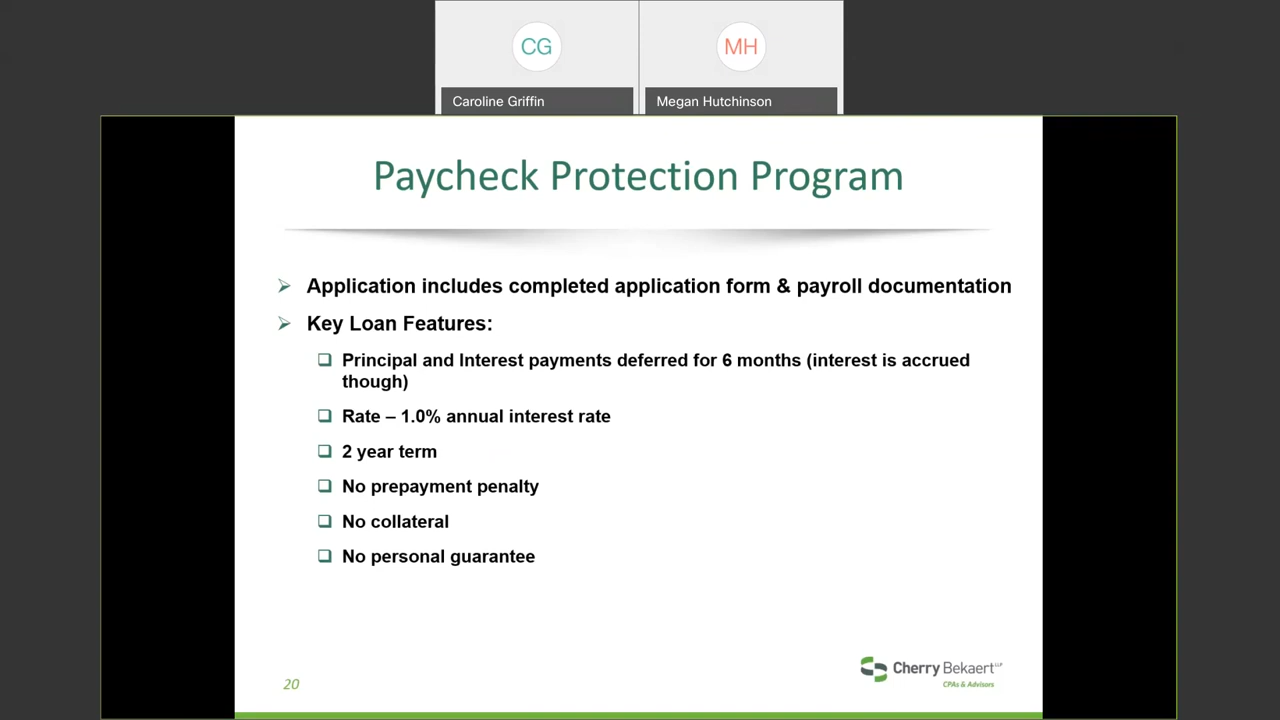 CG
MH
Caroline Griffin
Megan Hutchinson
Paycheck Protection Program
Application includes completed application form & payroll documentation
Key Loan Features:
Principal and Interest payments deferred for 6 months (interest is accrued
though)
Rate – 1.0% annual interest rate
2 year term
No prepayment penalty
No collateral
No personal guarantee
20
Cherry Bekaert LLP
CPAs & Advisors